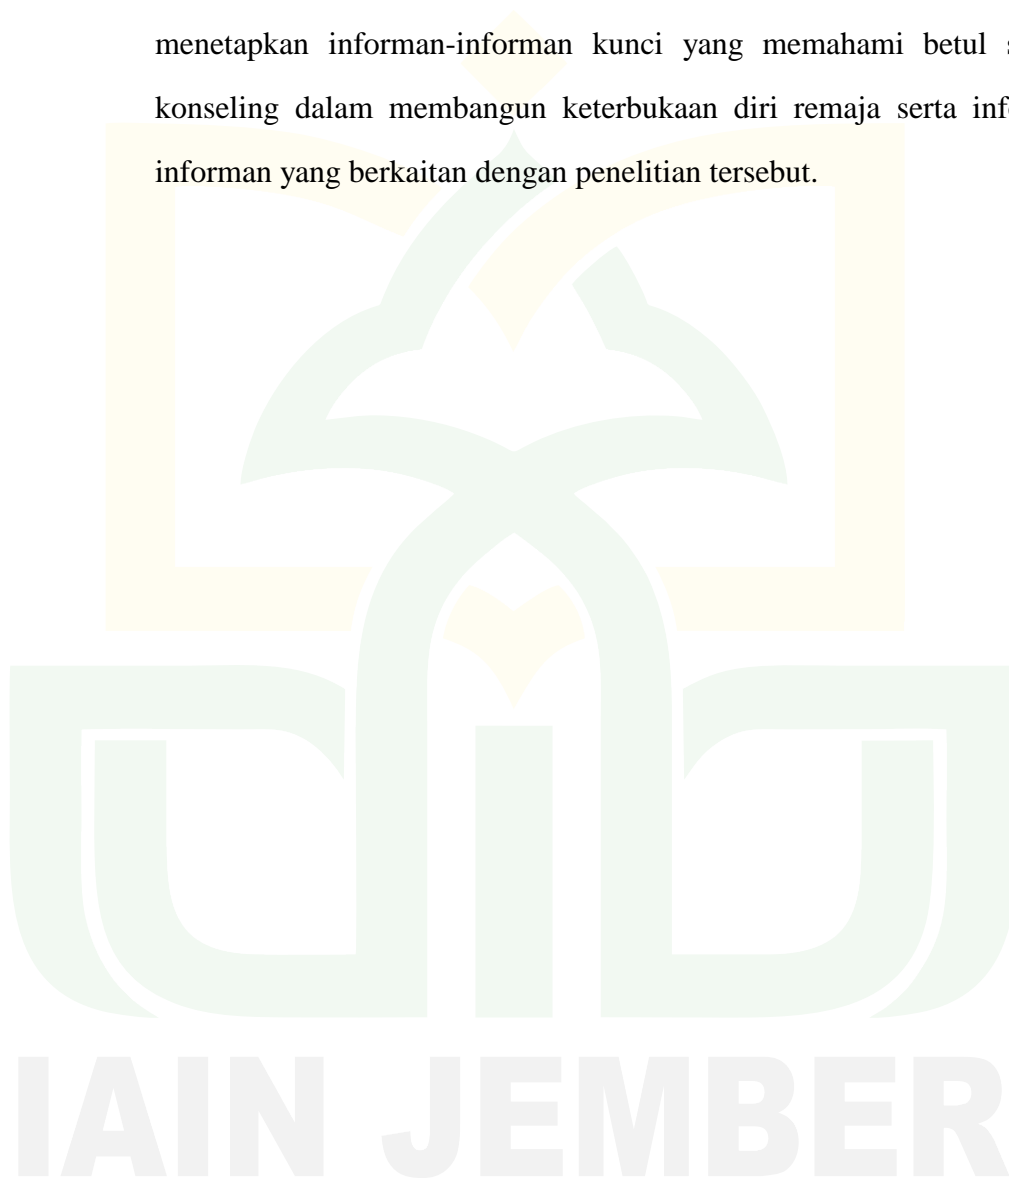 menetapkan informan-informan kunci yang memahami betul
konseling dalam membangun keterbukaan diri remaja serta
informan yang berkaitan dengan penelitian tersebut.
IAIN JEMBER